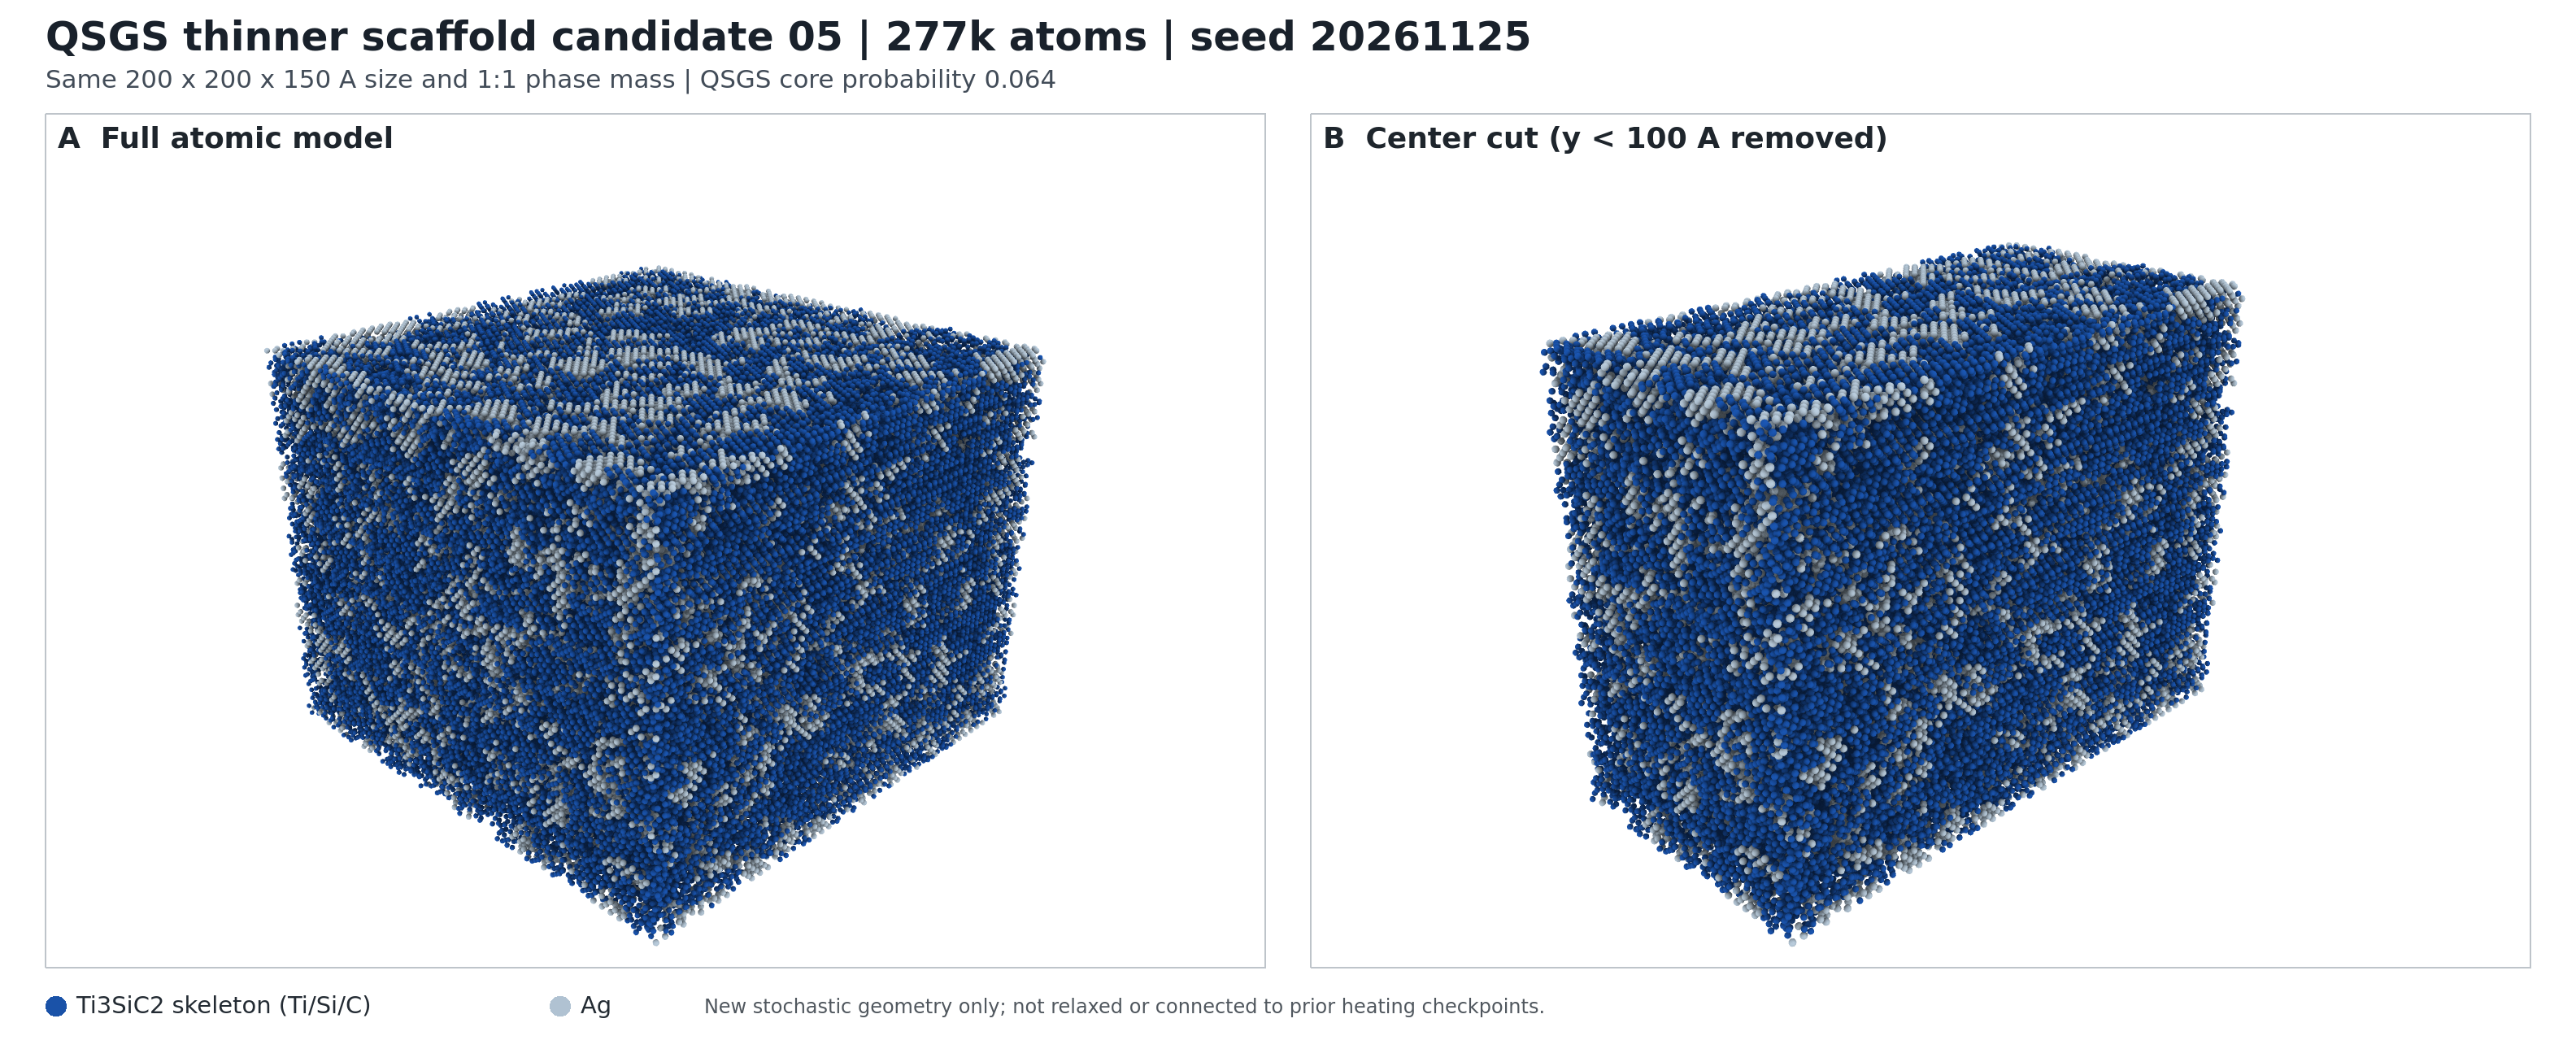 QSGS thinner scaffold candidate 05 | 277k atoms | seed 20261125
Same 200 x 200 x 150 A size and 1:1 phase mass | QSGS core probability 0.064
A Full atomic model
B Center cut (y < 100 A removed)
Ti3SiC2 skeleton (Ti/Si/C)
Ag
New stochastic geometry only; not relaxed or connected to prior heating checkpoints.